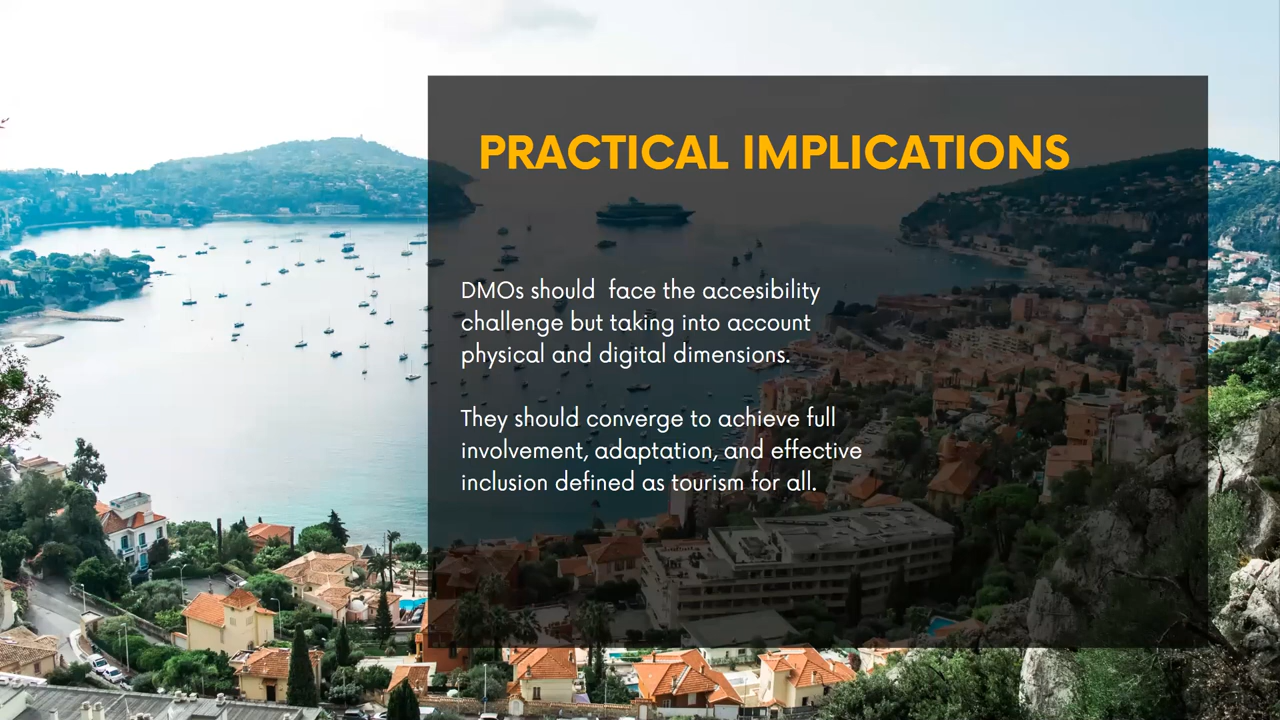 PRACTICAL IMPLICATIONS
DMOs should face the accesibility
challenge but taking into account
physical and digital dimensions.
They should converge to achieve full
involvement, adaptation, and effective
inclusion defined as tourism for all.